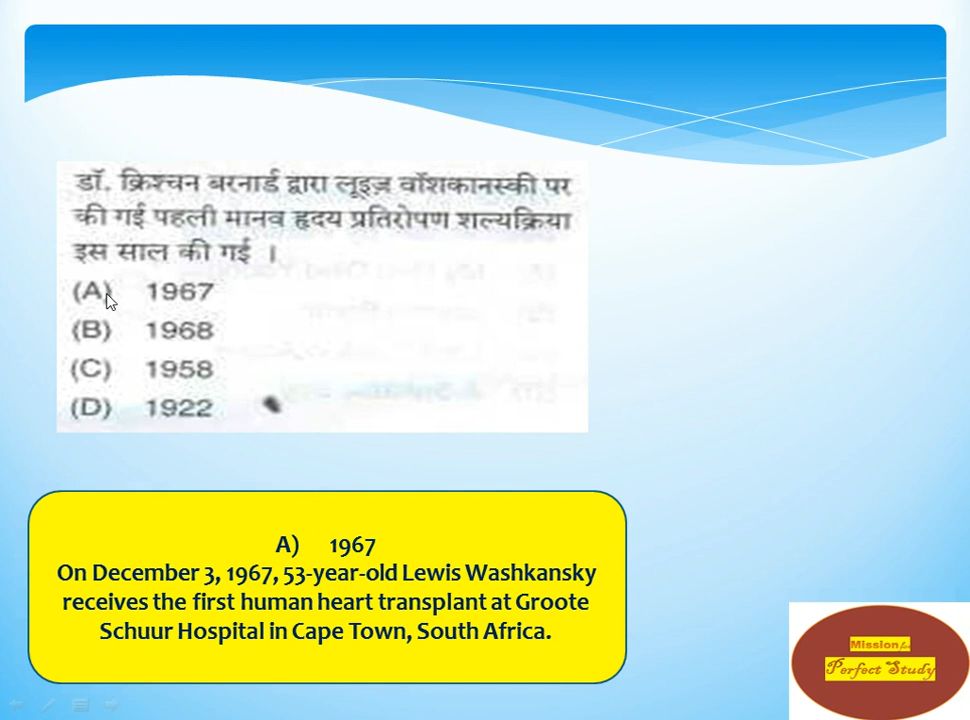 डॉ. क्रिश्चन बरनार्ड द्वारा लूइज़ वॉशकानस्की पर
की गई पहली मानव हृदय प्रतिरोपण शल्यक्रिया
इस साल की गई ।
(A) 1967
(B) 1968
(C) 1958
(D) 1922
A) 1967
On December 3, 1967, 53-year-old Lewis Washkansky
receives the first human heart transplant at Groote
Schuur Hospital in Cape Town, South Africa.
Mission for
Perfect Study